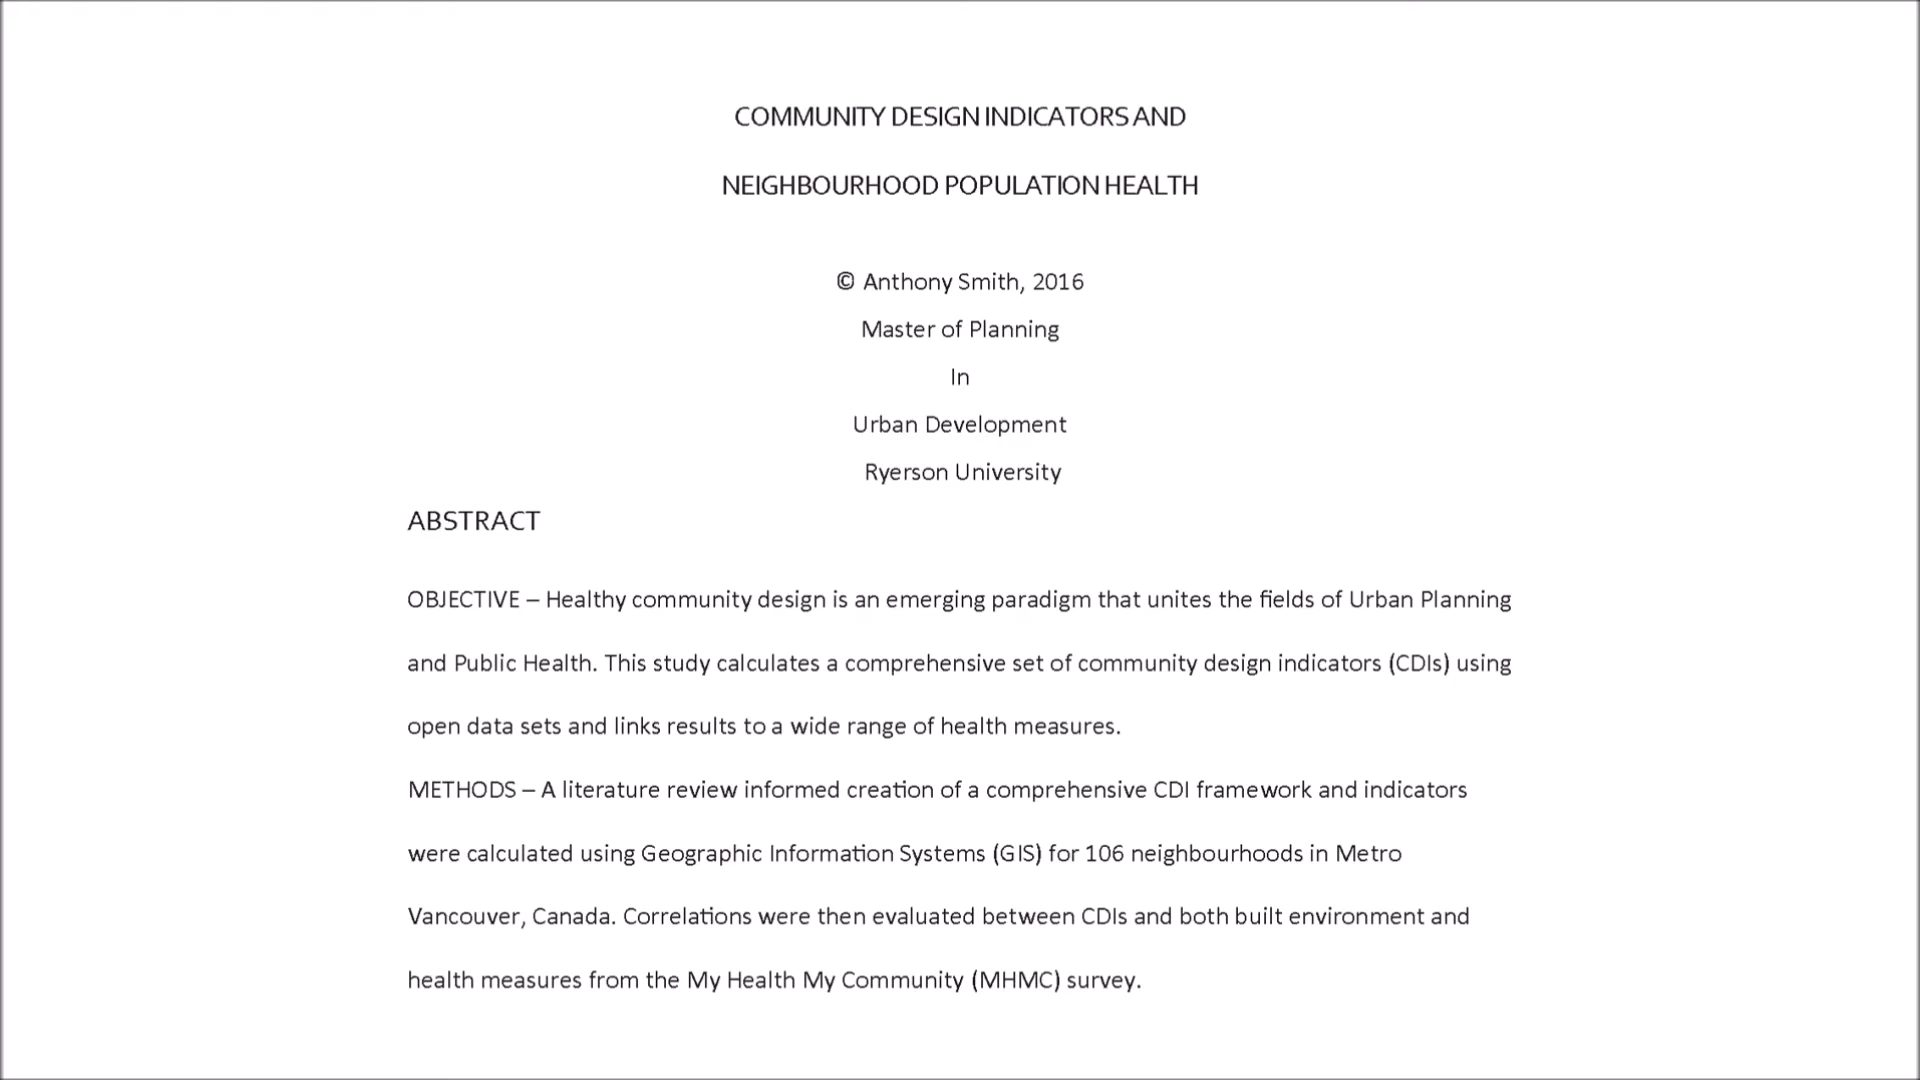 COMMUNITY DESIGN INDICATORS AND
NEIGHBOURHOOD POPULATION HEALTH
© Anthony Smith, 2016
Master of Planning
In
Urban Development
Ryerson University
ABSTRACT
OBJECTIVE – Healthy community design is an emerging paradigm that unites the fields of Urban Planning
and Public Health. This study calculates a comprehensive set of community design indicators (CDIs) using
open data sets and links results to a wide range of health measures.
METHODS – A literature review informed creation of a comprehensive CDI framework and indicators
were calculated using Geographic Information Systems (GIS) for 106 neighbourhoods in Metro
Vancouver, Canada. Correlations were then evaluated between CDIs and both built environment and
health measures from the My Health My Community (MHMC) survey.